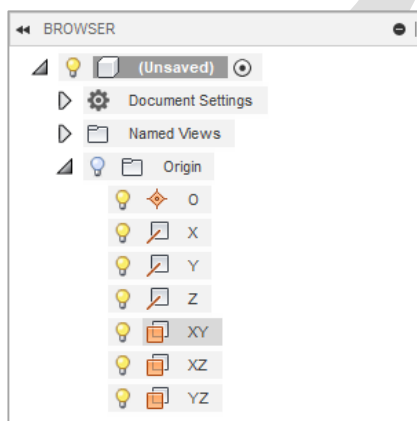 BROWSER
(Unsaved)
Document Settings
Named Views
Origin
O
X
Y
Z
XY
XZ
YZ